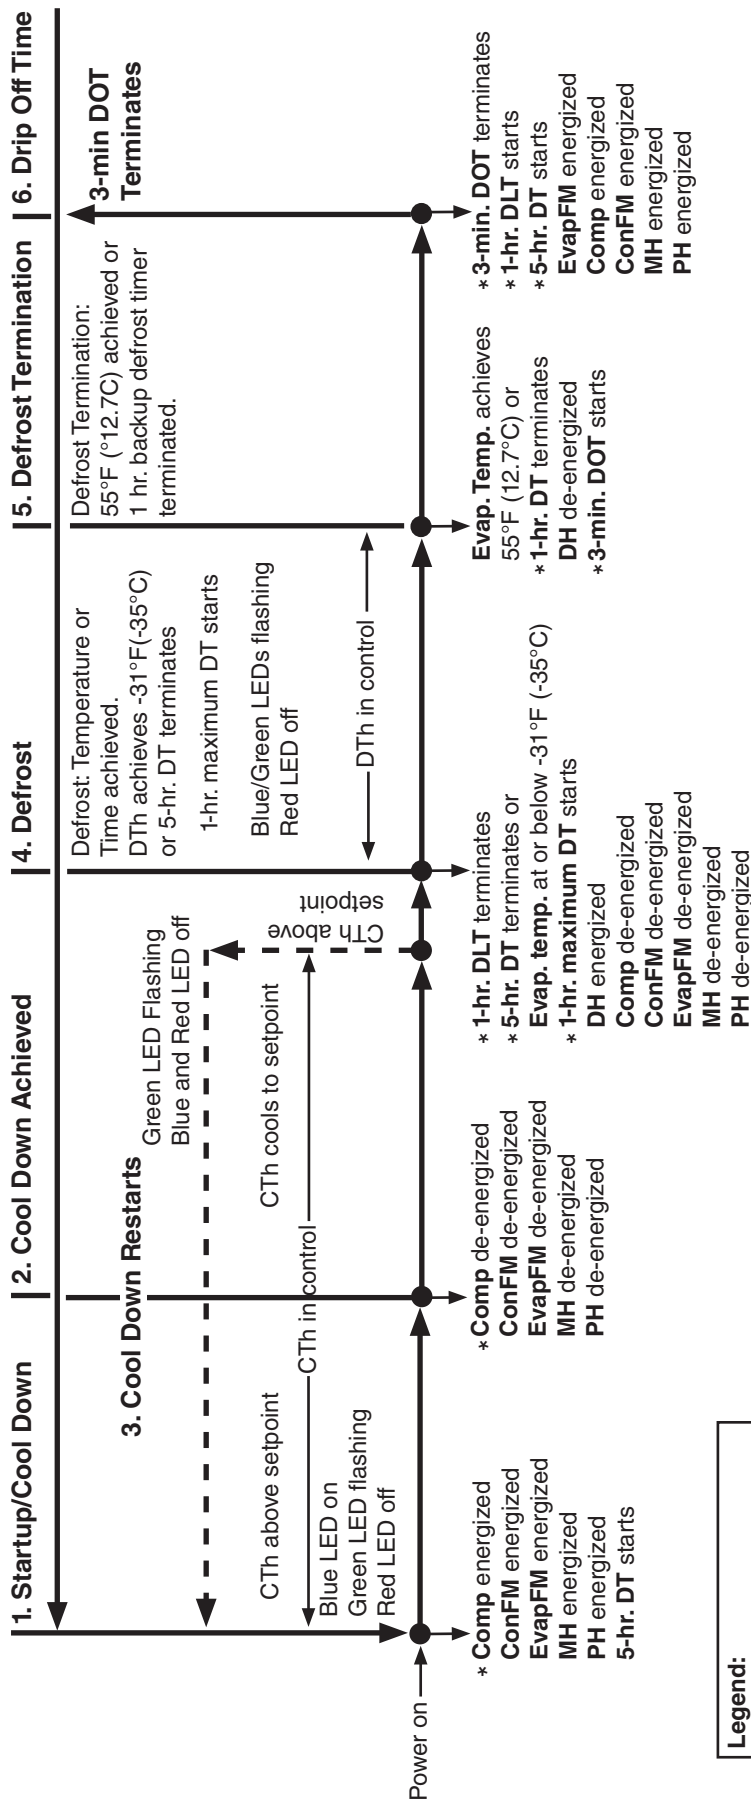 1. Startup/Cool Down
2. Cool Down Achieved
4. Defrost
5. Defrost Termination
6. Drip Off Time
3. Cool Down Restarts
Green LED Flashing
Blue and Red LED off
Defrost: Temperature or
Time achieved.
DTh achieves -31°F(-35°C)
or 5-hr. DT terminates
1-hr. maximum DT starts
Blue/Green LEDs flashing
Red LED off
Defrost Termination:
55°F (°12.7C) achieved or
1 hr. backup defrost timer
terminated.
3-min DOT
Terminates
CTh above setpoint
CTh cools to setpoint
CTh in control
CTh above
setpoint
DTh in control
Blue LED on
Green LED flashing
Red LED off
Power on
* Comp energized
ConFM energized
EvapFM energized
MH energized
PH energized
5-hr. DT starts
* Comp de-energized
ConFM de-energized
EvapFM de-energized
MH de-energized
PH de-energized
* 1-hr. DLT terminates
* 5-hr. DT terminates or
Evap. temp. at or below -31°F (-35°C)
* 1-hr. maximum DT starts
DH energized
Comp de-energized
ConFM de-energized
EvapFM de-energized
MH de-energized
PH de-energized
Evap. Temp. achieves
55°F (12.7°C) or
* 1-hr. DT terminates
DH de-energized
* 3-min. DOT starts
* 3-min. DOT terminates
* 1-hr. DLT starts
* 5-hr. DT starts
EvapFM energized
Comp energized
ConFM energized
MH energized
PH energized
Legend: